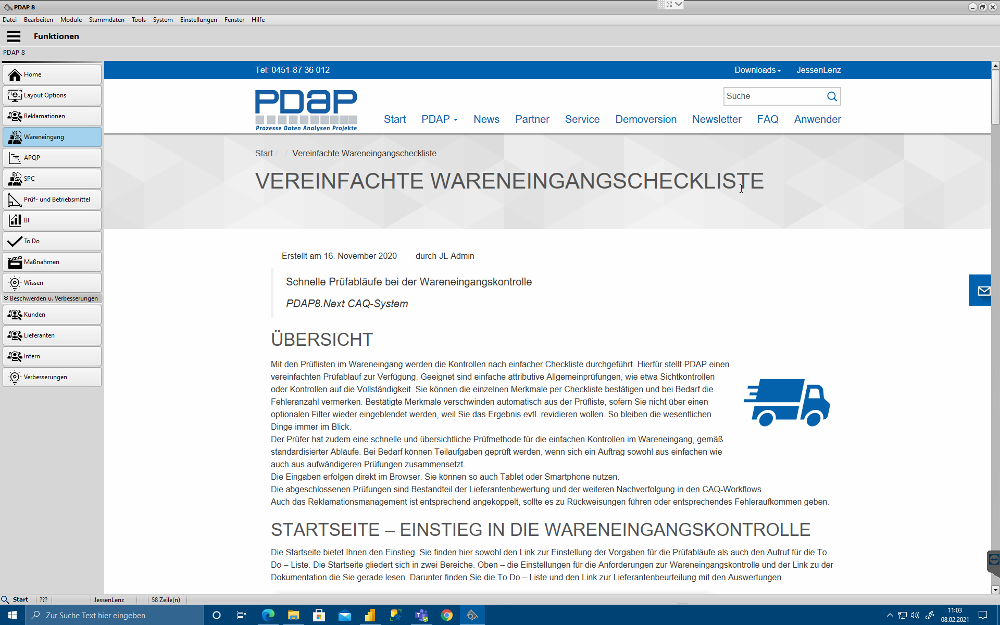 PDAP 8
Datei Bearbeiten Module Stammdaten Tools System Einstellungen Fenster Hilfe
Funktionen
PDAP 8
Home
Layout Options
Reklamationen
Wareneingang
APQP
SPC
Prüf- und Betriebsmittel
BI
To Do
Maßnahmen
Wissen
Beschwerden u. Verbesserungen
Kunden
Lieferanten
Intern
Verbesserungen
Tel: 0451-87 36 012
Downloads
JessenLenz
PDAP
Prozesse Daten Analysen Projekte
Suche
Start PDAP News Partner Service Demoversion Newsletter FAQ Anwender
Start / / Vereinfachte Wareneingangscheckliste
VEREINFACHTE WARENEINGANGSCHECKLISTE
Erstellt am 16. November 2020 durch JL-Admin
Schnelle Prüfabläufe bei der Wareneingangskontrolle
PDAP8.Next CAQ-System
ÜBERSICHT
Mit den Prüflisten im Wareneingang werden die Kontrollen nach einfacher Checkliste durchgeführt. Hierfür stellt PDAP einen
vereinfachten Prüfablauf zur Verfügung. Geeignet sind einfache attributive Allgemeinprüfungen, wie etwa Sichtkontrollen
oder Kontrollen auf die Vollständigkeit. Sie können die einzelnen Merkmale per Checkliste bestätigen und bei Bedarf die
Fehleranzahl vermerken. Bestätigte Merkmale verschwinden automatisch aus der Prüfliste, sofern Sie nicht über einen
optionalen Filter wieder eingeblendet werden, weil Sie das Ergebnis evtl. revidieren wollen. So bleiben die wesentlichen
Dinge immer im Blick.
Der Prüfer hat zudem eine schnelle und übersichtliche Prüfmethode für die einfachen Kontrollen im Wareneingang, gemäß
standardisierter Abläufe. Bei Bedarf können Teilaufgaben geprüft werden, wenn sich ein Auftrag sowohl aus einfachen wie
auch aus aufwändigeren Prüfungen zusammensetzt.
Die Eingaben erfolgen direkt im Browser. Sie können so auch Tablet oder Smartphone nutzen.
Die abgeschlossenen Prüfungen sind Bestandteil der Lieferantenbewertung und der weiteren Nachverfolgung in den CAQ-Workflows.
Auch das Reklamationsmanagement ist entsprechend angekoppelt, sollte es zu Rückweisungen führen oder entsprechendes Fehleraufkommen geben.
STARTSEITE – EINSTIEG IN DIE WARENEINGANGSKONTROLLE
Die Startseite bietet Ihnen den Einstieg. Sie finden hier sowohl den Link zur Einstellung der Vorgaben für die Prüfabläufe als auch den Aufruf für die To
Do – Liste. Die Startseite gliedert sich in zwei Bereiche. Oben – die Einstellungen für die Anforderungen zur Wareneingangskontrolle und der Link zu der
Dokumentation die Sie gerade lesen. Darunter finden Sie die To Do – Liste und den Link zur Lieferantenbeurteilung mit den Auswertungen.
Start ??? JessenLenz 58 Zeile(n)
Zur Suche Text hier eingeben
11:03
08.02.2021